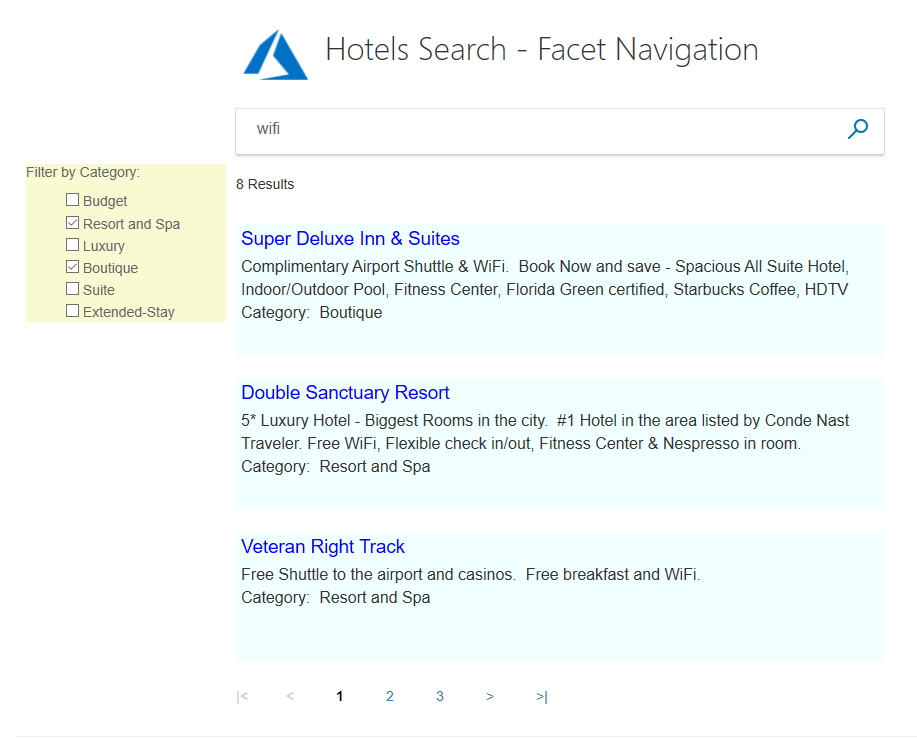 Hotels Search - Facet Navigation
wifi
Filter by Category:
Budget
Resort and Spa
Luxury
Boutique
Suite
Extended-Stay
8 Results
Super Deluxe Inn & Suites
Complimentary Airport Shuttle & WiFi.  Book Now and save - Spacious All Suite Hotel,
Indoor/Outdoor Pool, Fitness Center, Florida Green certified, Starbucks Coffee, HDTV
Category:  Boutique
Double Sanctuary Resort
5* Luxury Hotel - Biggest Rooms in the city.  #1 Hotel in the area listed by Conde Nast
Traveler. Free WiFi, Flexible check in/out, Fitness Center & Nespresso in room.
Category:  Resort and Spa
Veteran Right Track
Free Shuttle to the airport and casinos.  Free breakfast and WiFi.
Category:  Resort and Spa
|< < 1 2 3 > >|